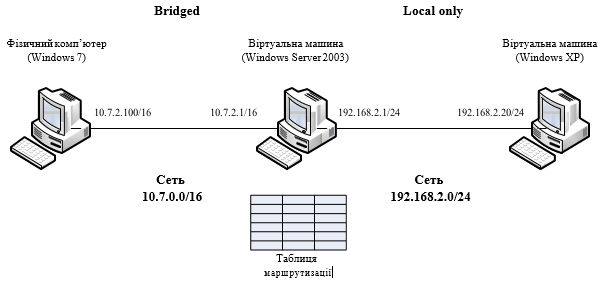 Bridged
Local only
Фізичний комп’ютер
(Windows 7)
Віртуальна машина
(Windows Server 2003)
Віртуальна машина
(Windows XP)
10.7.2.100/16
10.7.2.1/16
192.168.2.1/24
192.168.2.20/24
Сеть
10.7.0.0/16
Сеть
192.168.2.0/24
Таблиця
маршрутизації